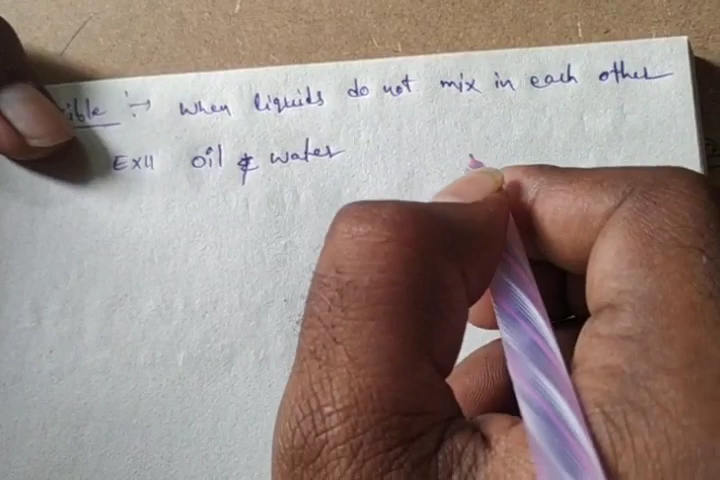 ible :→ when liquids do not mix in each other
Ex:- oil & water